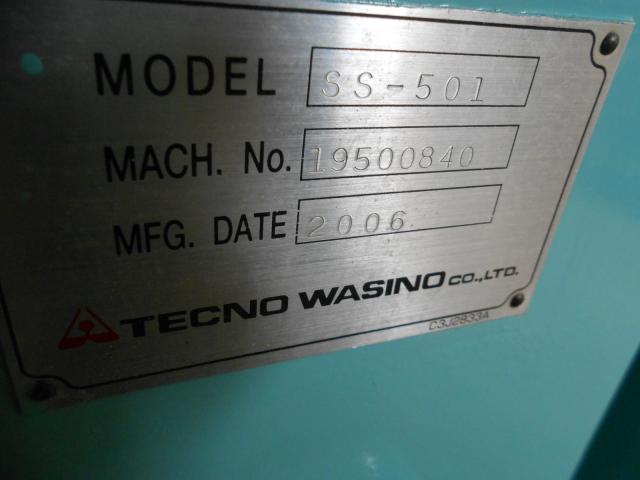 MODEL SS-501
MACH. No. 19500840
MFG. DATE 2006.
TECNO WASINO CO.,LTD.
C3J2833A